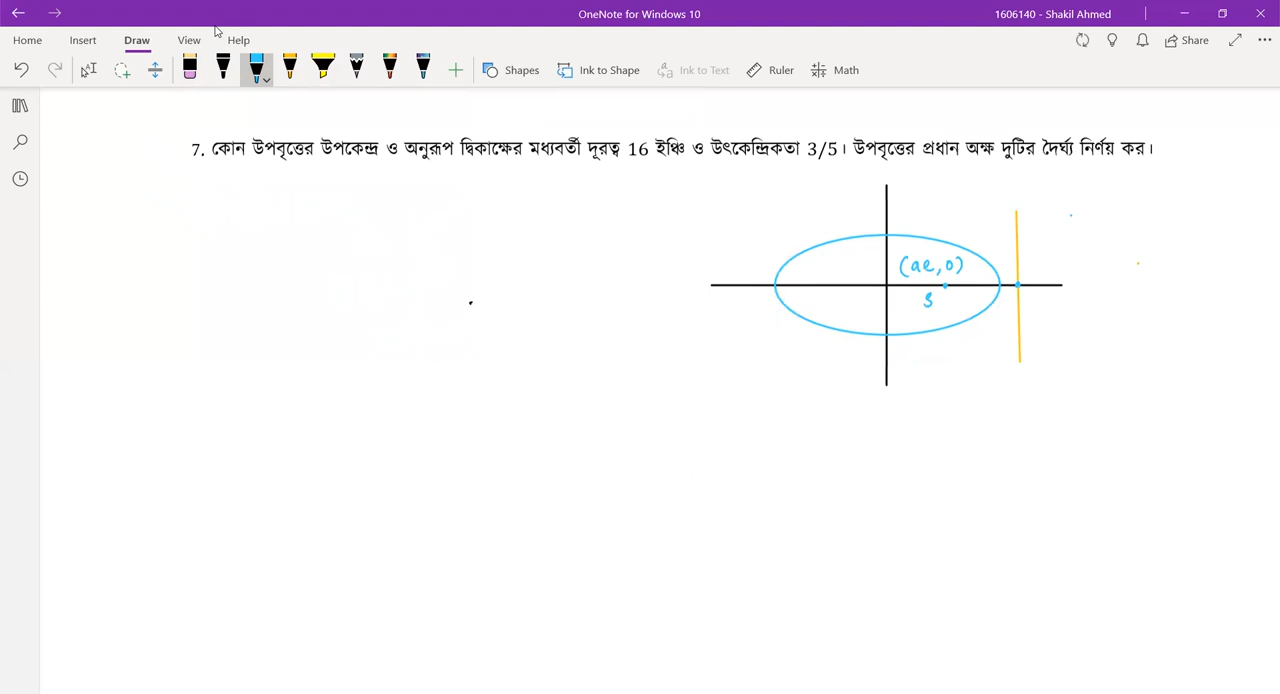 OneNote for Windows 10
1606140 - Shakil Ahmed
Home Insert Draw View Help
Share
Shapes Ink to Shape Ink to Text Ruler Math
7. কোন উপবৃত্তের উপকেন্দ্র ও অনুরূপ দ্বিকাক্ষের মধ্যবর্তী দূরত্ব 16 ইঞ্চি ও উৎকেন্দ্রিকতা 3/5। উপবৃত্তের প্রধান অক্ষ দুটির দৈর্ঘ্য নির্ণয় কর।
(ae, 0)
S